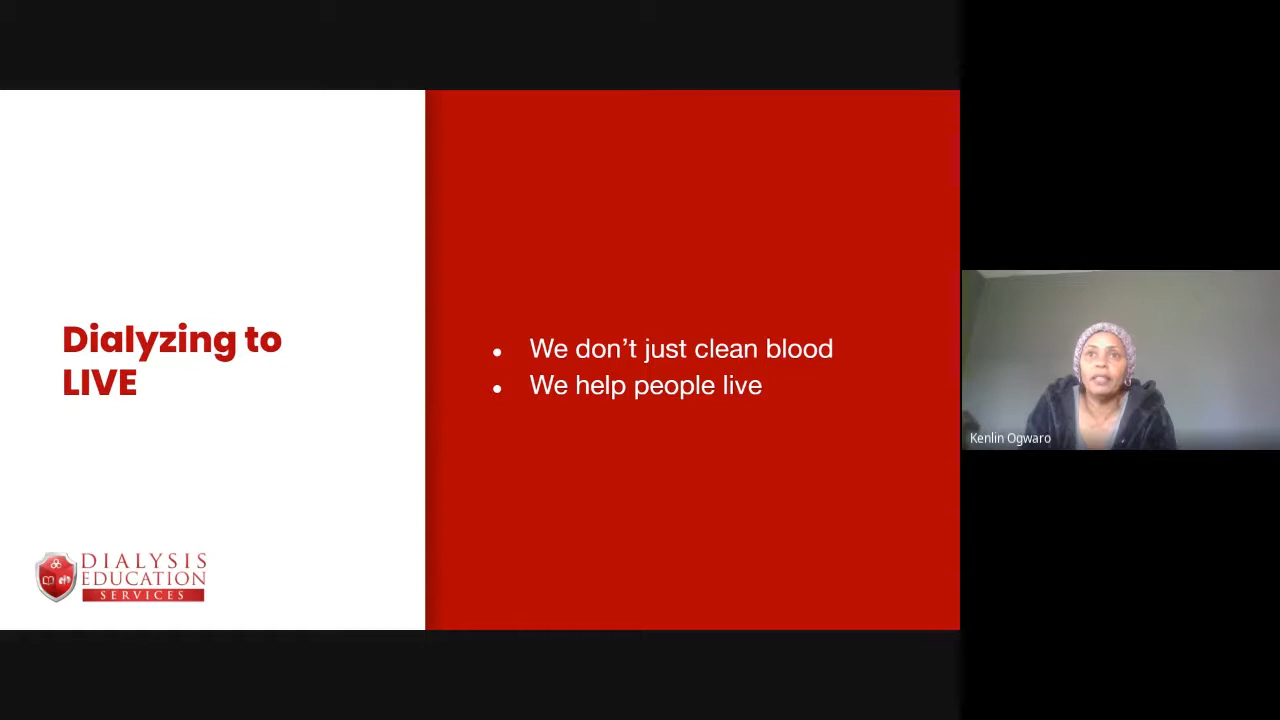 Dialyzing to
LIVE
• We don’t just clean blood
• We help people live
DIALYSIS
EDUCATION
SERVICES
Kenlin Ogwaro